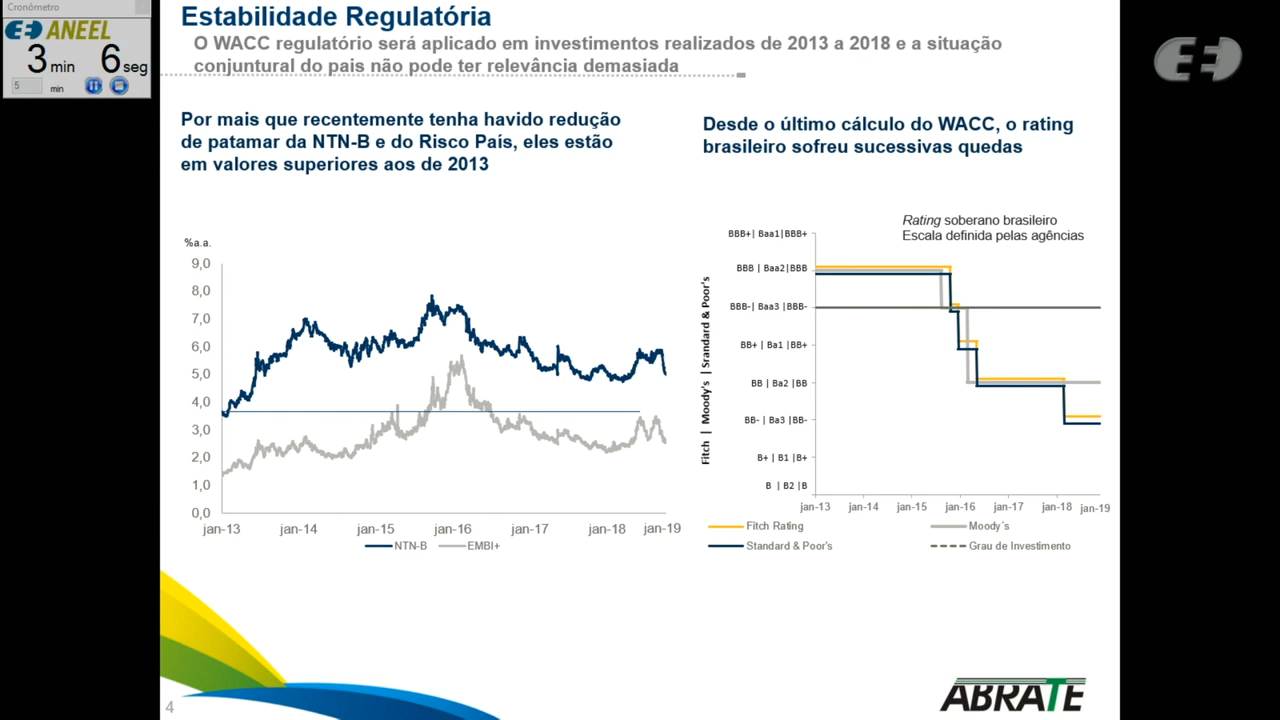 Cronômetro
ANEEL
3 min 6 seg
5 min
Estabilidade Regulatória
O WACC regulatório será aplicado em investimentos realizados de 2013 a 2018 e a situação
conjuntural do pais não pode ter relevância demasiada
Por mais que recentemente tenha havido redução
de patamar da NTN-B e do Risco País, eles estão
em valores superiores aos de 2013
%a.a.
9,0
8,0
7,0
6,0
5,0
4,0
3,0
2,0
1,0
0,0
jan-13 jan-14 jan-15 jan-16 jan-17 jan-18 jan-19
NTN-B EMBI+
Desde o último cálculo do WACC, o rating
brasileiro sofreu sucessivas quedas
Rating soberano brasileiro
Escala definida pelas agências
Fitch | Moody's | Srandard & Poor's
BBB+| Baa1|BBB+
BBB | Baa2|BBB
BBB-| Baa3 |BBB-
BB+ | Ba1 |BB+
BB | Ba2 |BB
BB- | Ba3 |BB-
B+ | B1 |B+
B | B2 |B
jan-13 jan-14 jan-15 jan-16 jan-17 jan-18 jan-19
Fitch Rating Moody´s
Standard & Poor's Grau de Investimento
4
ABRATE